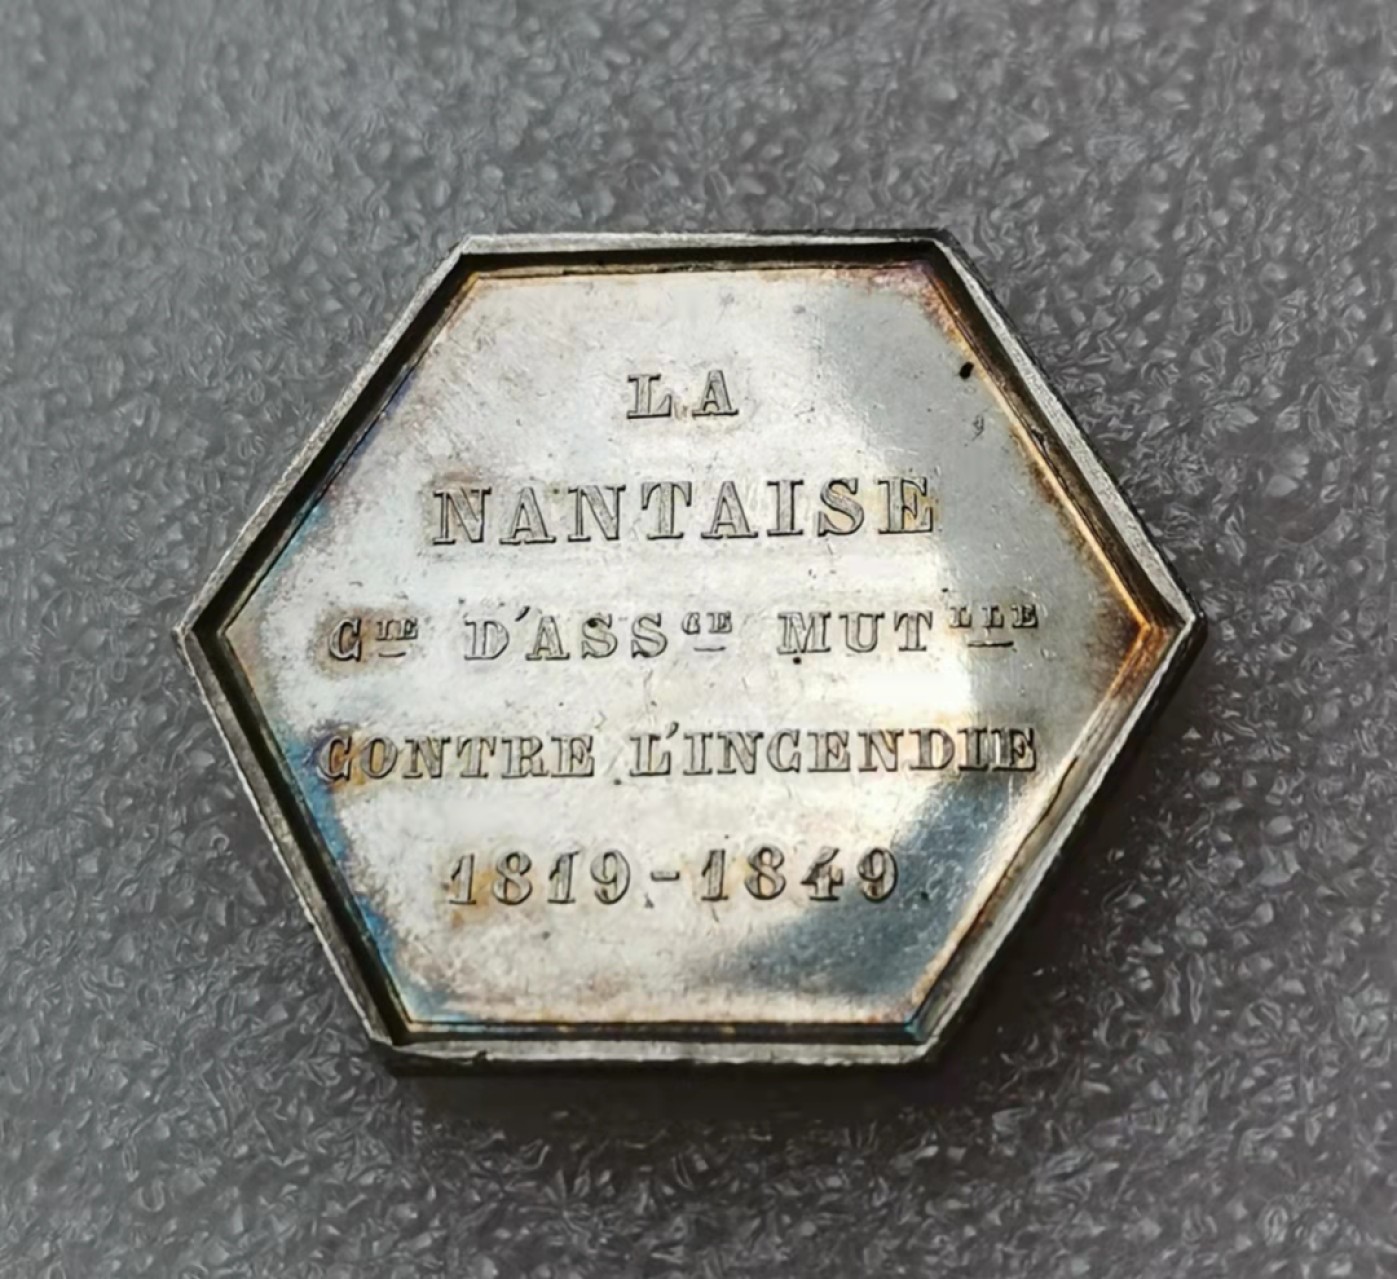 LA
NANTAISE
CIE D'ASSCE MUTLLE
CONTRE L'INCENDIE
1819-1849